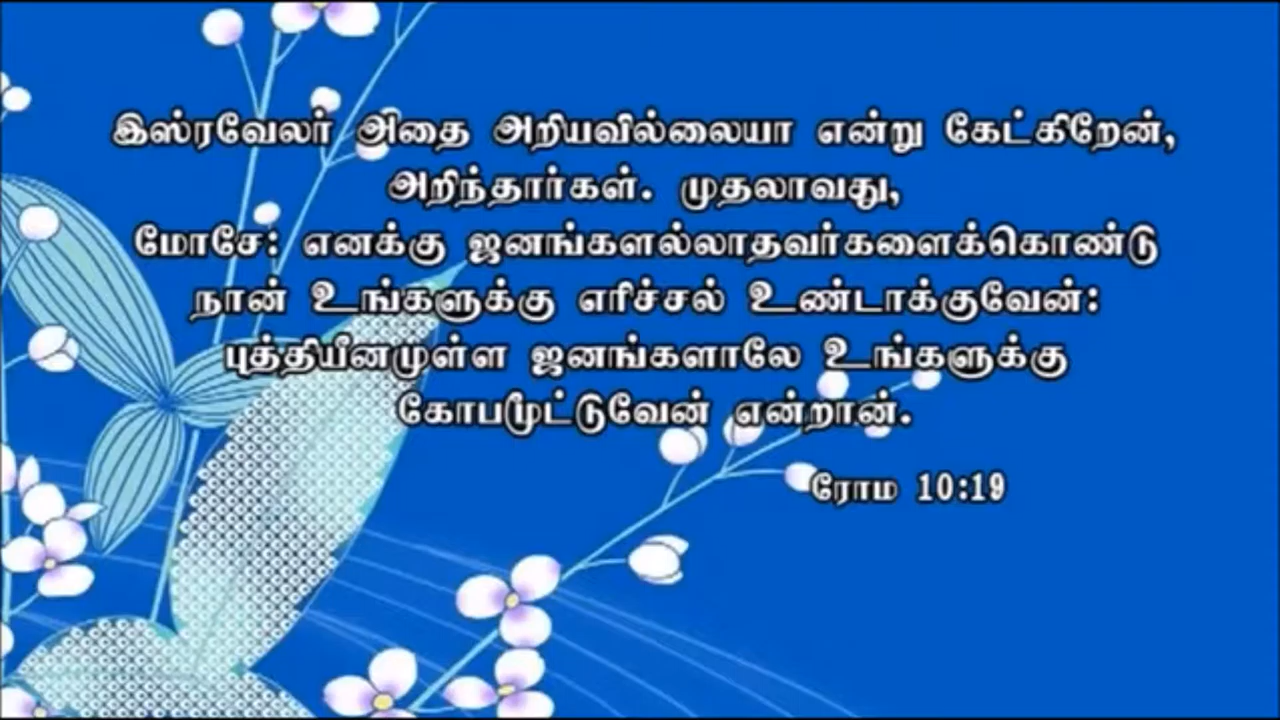 இஸ்ரவேலர் அதை அறியவில்லையா என்று கேட்கிறேன்,
அறிந்தார்கள். முதலாவது,
மோசே: எனக்கு ஜனங்களல்லாதவர்களைக்கொண்டு
நான் உங்களுக்கு எரிச்சல் உண்டாக்குவேன்:
புத்தியீனமுள்ள ஜனங்களாலே உங்களுக்கு
கோபமூட்டுவேன் என்றான்.
ரோம 10:19